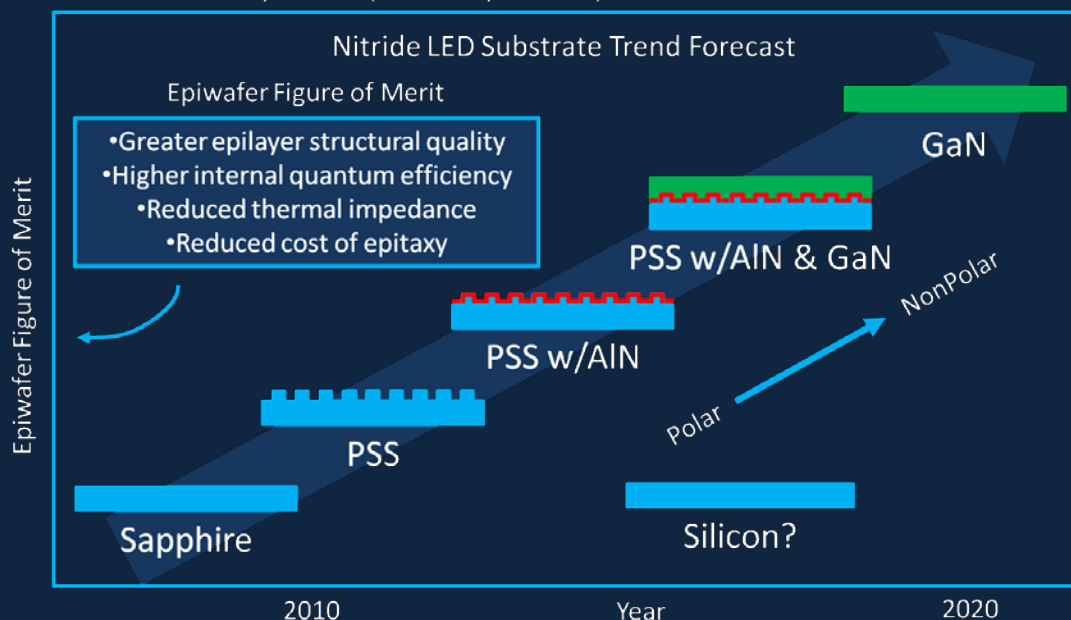 Nitride LED Substrate Trend Forecast
Epiwafer Figure of Merit
•Greater epilayer structural quality
•Higher internal quantum efficiency
•Reduced thermal impedance
•Reduced cost of epitaxy
GaN
PSS w/AlN & GaN
NonPolar
PSS w/AlN
Polar
PSS
Sapphire
Silicon?
Epiwafer Figure of Merit
2010
Year
2020